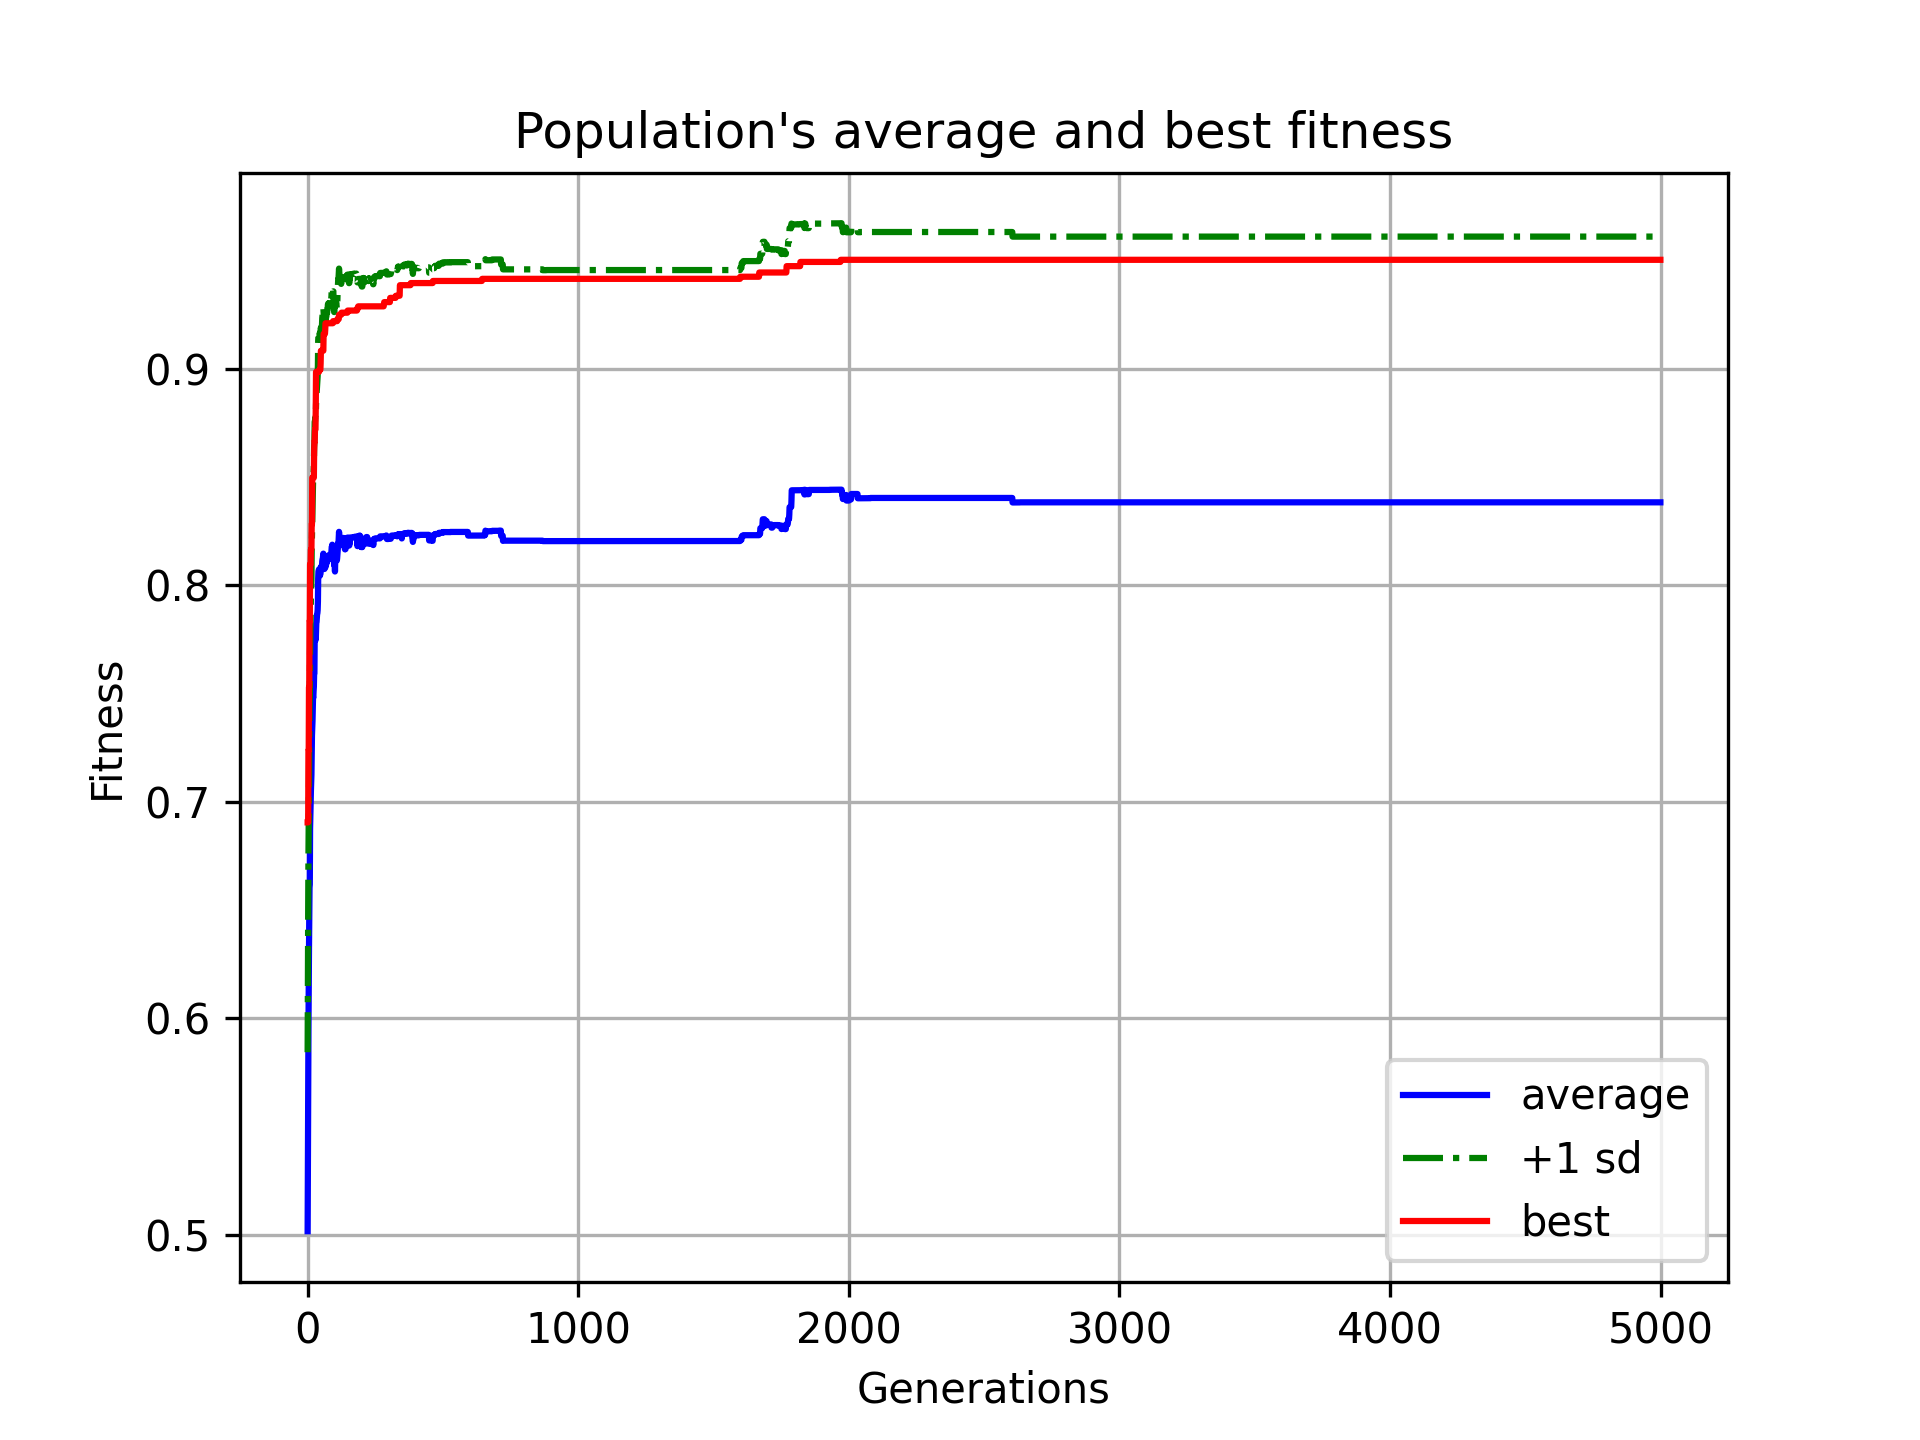 Population's average and best fitness
Fitness
0.9
0.8
0.7
0.6
0.5
0 1000 2000 3000 4000 5000
Generations
average
+1 sd
best